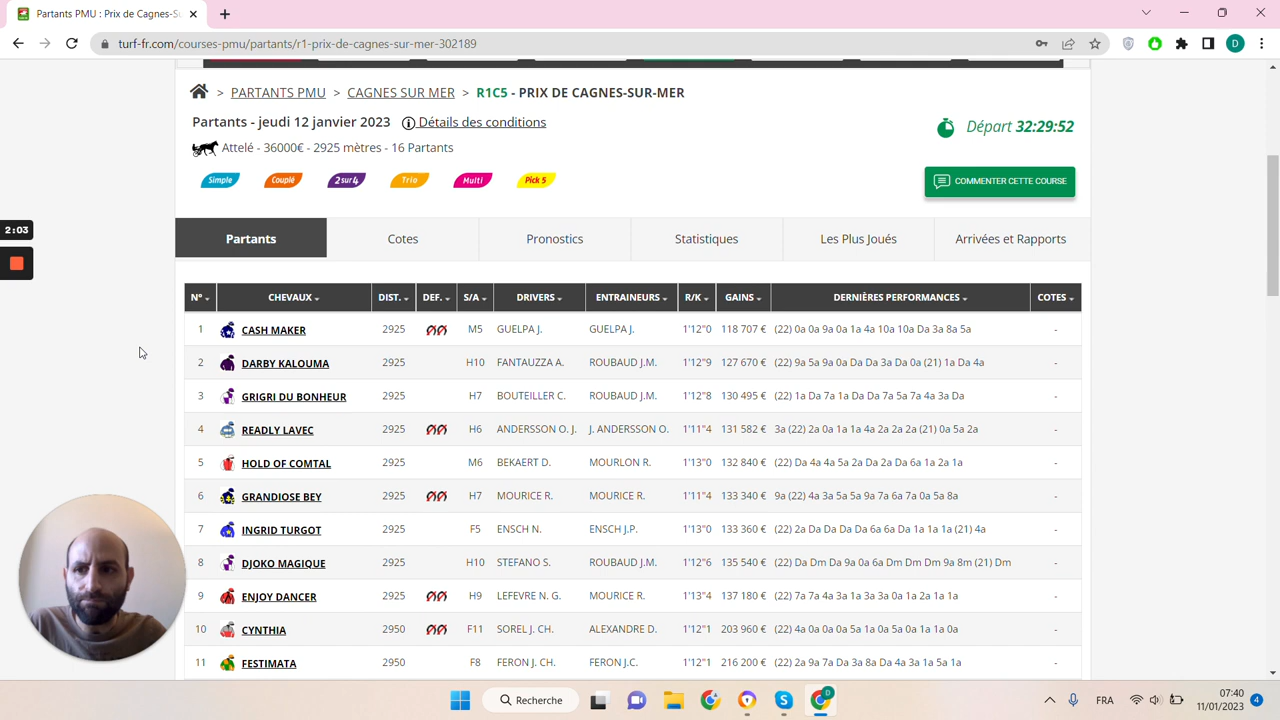 Partants PMU : Prix de Cagnes-S
turf-fr.com/courses-pmu/partants/r1-prix-de-cagnes-sur-mer-302189
D
> PARTANTS PMU > CAGNES SUR MER > R1C5 - PRIX DE CAGNES-SUR-MER
Partants - jeudi 12 janvier 2023 Détails des conditions
Départ 32:29:52
Attelé - 36000€ - 2925 mètres - 16 Partants
Simple Couplé 2sur4 Trio Multi Pick 5
COMMENTER CETTE COURSE
2:03
Partants Cotes Pronostics Statistiques Les Plus Joués Arrivées et Rapports
N° CHEVAUX DIST. DEF. S/A DRIVERS ENTRAINEURS R/K GAINS DERNIÈRES PERFORMANCES COTES
1 CASH MAKER 2925 M5 GUELPA J. GUELPA J. 1'12"0 118 707 € (22) 0a 0a 9a 0a 1a 4a 10a 10a Da 6a 8a 5a -
2 DARBY KALOUMA 2925 H10 FANTAUZZA A. ROUBAUD J.M. 1'12"9 127 670 € (22) 9a 5a 9a 0a Da Da 3a Da 0a (21) 1a Da 4a -
3 GRIGRI DU BONHEUR 2925 H7 BOUTEILLER C. ROUBAUD J.M. 1'12"8 130 495 € (22) 1a Da 7a 1a Da Da 7a 5a 7a 4a 3a Da -
4 READLY LAVEC 2925 H6 ANDERSSON O. J. J. ANDERSSON O. 1'11"4 131 582 € 3a (22) 2a 0a 1a 1a 4a 2a 2a 2a (21) 0a 5a 2a -
5 HOLD OF COMTAL 2925 M6 BEKAERT D. MOURLON R. 1'13"0 132 840 € (22) Da 4a 4a 5a 2a Da 2a Da 6a 1a 2a 1a -
6 GRANDIOSE BEY 2925 H7 MOURICE R. MOURICE R. 1'11"4 133 340 € 9a (22) 4a 3a 5a 5a 9a 7a 6a 7a 0a 5a 8a -
7 INGRID TURGOT 2925 F5 ENSCH N. ENSCH J.P. 1'13"0 133 360 € (22) 2a Da Da Da Da 6a 6a Da 1a 1a 1a (21) 4a -
8 DJOKO MAGIQUE 2925 H10 STEFANO S. ROUBAUD J.M. 1'12"6 135 540 € (22) Da Dm Da 9a 0a 6a Dm Dm Dm 9a 8m (21) Dm -
9 ENJOY DANCER 2925 H9 LEFEVRE N. G. MOURICE R. 1'13"4 137 180 € (22) 7a 7a 4a 3a 1a 3a 3a 0a 1a 2a 1a 1a -
10 CYNTHIA 2950 F11 SOREL J. CH. ALEXANDRE D. 1'12"1 203 960 € (22) 4a 0a 0a 0a 5a 1a 0a 5a 0a 1a 1a 0a -
11 FESTIMATA 2950 F8 FERON J. CH. FERON J.C. 1'12"1 216 200 € (22) 2a 9a 7a Da 3a 8a Da 4a 3a 1a 5a 1a -
Recherche
FRA
07:40
11/01/2023
4